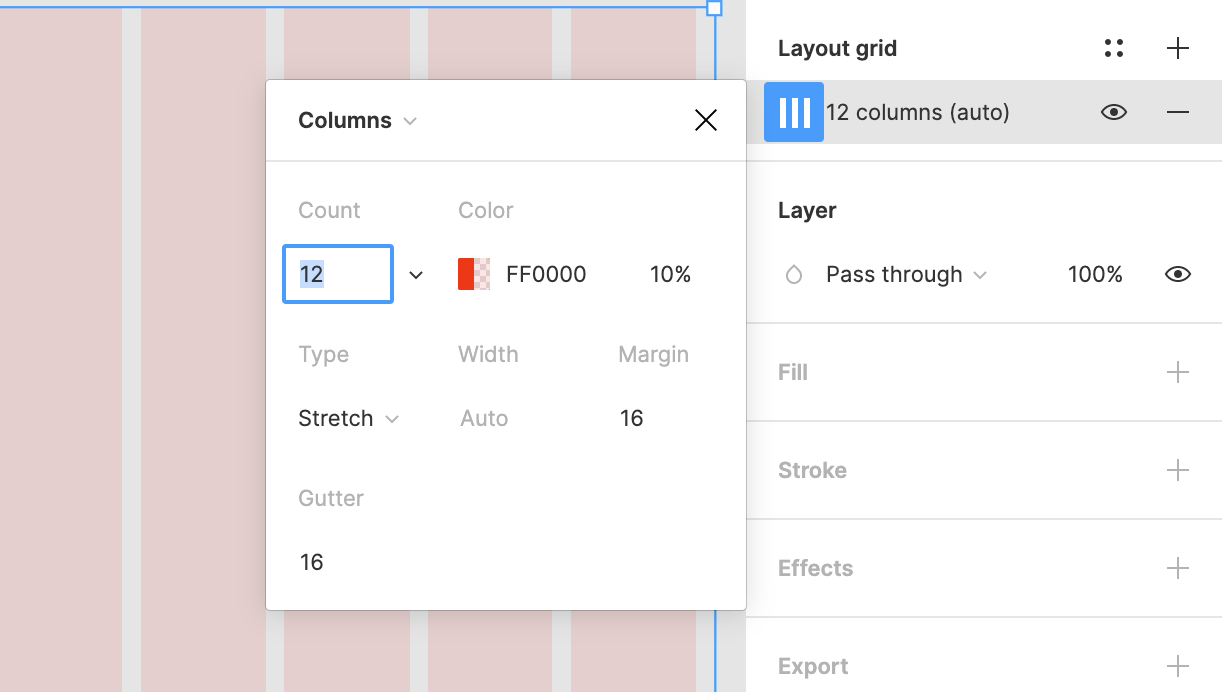 Layout grid
12 columns (auto)
Columns
Count Color
12 FF0000 10%
Type Width Margin
Stretch Auto 16
Gutter
16
Layer
Pass through 100%
Fill
Stroke
Effects
Export